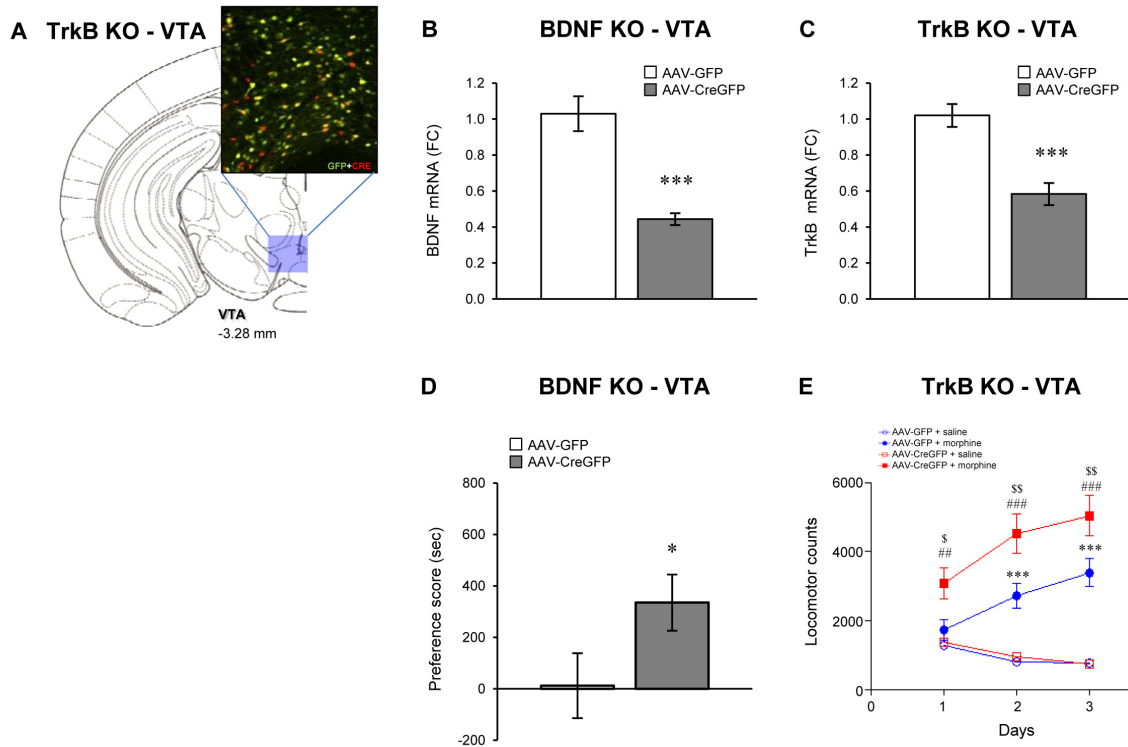 A TrkB KO - VTA
GFP+CRE
VTA
-3.28 mm
B BDNF KO - VTA
AAV-GFP
AAV-CreGFP
BDNF mRNA (FC)
1.2
1.0
0.8
0.6
0.4
0.2
0.0
***
C TrkB KO - VTA
AAV-GFP
AAV-CreGFP
TrkB mRNA (FC)
1.2
1.0
0.8
0.6
0.4
0.2
0.0
***
D BDNF KO - VTA
AAV-GFP
AAV-CreGFP
Preference score (sec)
800
600
400
200
0
-200
*
E TrkB KO - VTA
AAV-GFP + saline
AAV-GFP + morphine
AAV-CreGFP + saline
AAV-CreGFP + morphine
Locomotor counts
6000
4000
2000
0
$
##
$$
###
***
$$
###
***
0 1 2 3
Days